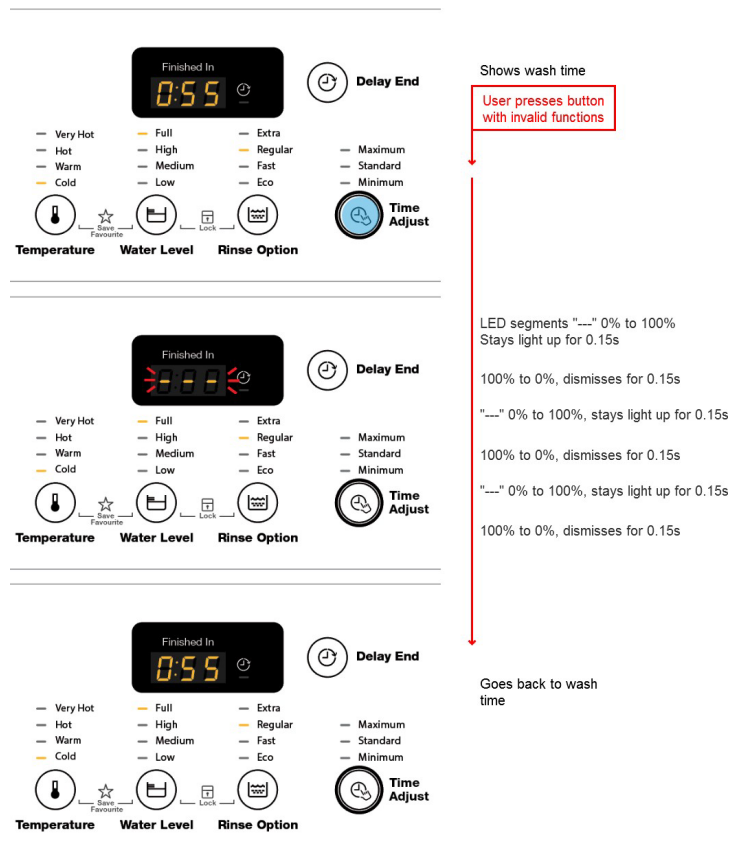 Finished In
0:55
Delay End
Shows wash time
User presses button
with invalid functions
Very Hot
Hot
Warm
Cold
Full
High
Medium
Low
Extra
Regular
Fast
Eco
Maximum
Standard
Minimum
Save
Favourite
Lock
Time
Adjust
Temperature
Water Level
Rinse Option
Finished In
---
Delay End
LED segments "---" 0% to 100%
Stays light up for 0.15s
100% to 0%, dismisses for 0.15s
"---" 0% to 100%, stays light up for 0.15s
100% to 0%, dismisses for 0.15s
"---" 0% to 100%, stays light up for 0.15s
100% to 0%, dismisses for 0.15s
Very Hot
Hot
Warm
Cold
Full
High
Medium
Low
Extra
Regular
Fast
Eco
Maximum
Standard
Minimum
Save
Favourite
Lock
Time
Adjust
Temperature
Water Level
Rinse Option
Finished In
0:55
Delay End
Goes back to wash
time
Very Hot
Hot
Warm
Cold
Full
High
Medium
Low
Extra
Regular
Fast
Eco
Maximum
Standard
Minimum
Save
Favourite
Lock
Time
Adjust
Temperature
Water Level
Rinse Option